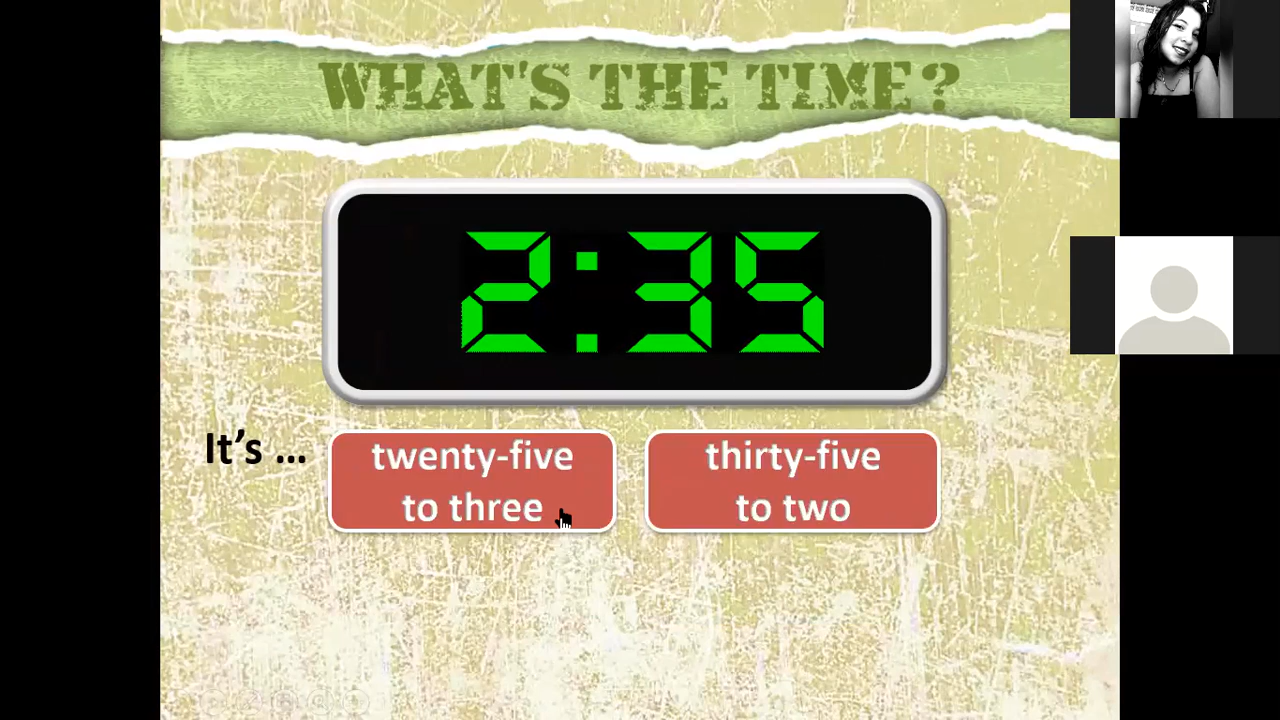 WHAT'S THE TIME?
2:35
It's ...
twenty-five
to three
thirty-five
to two